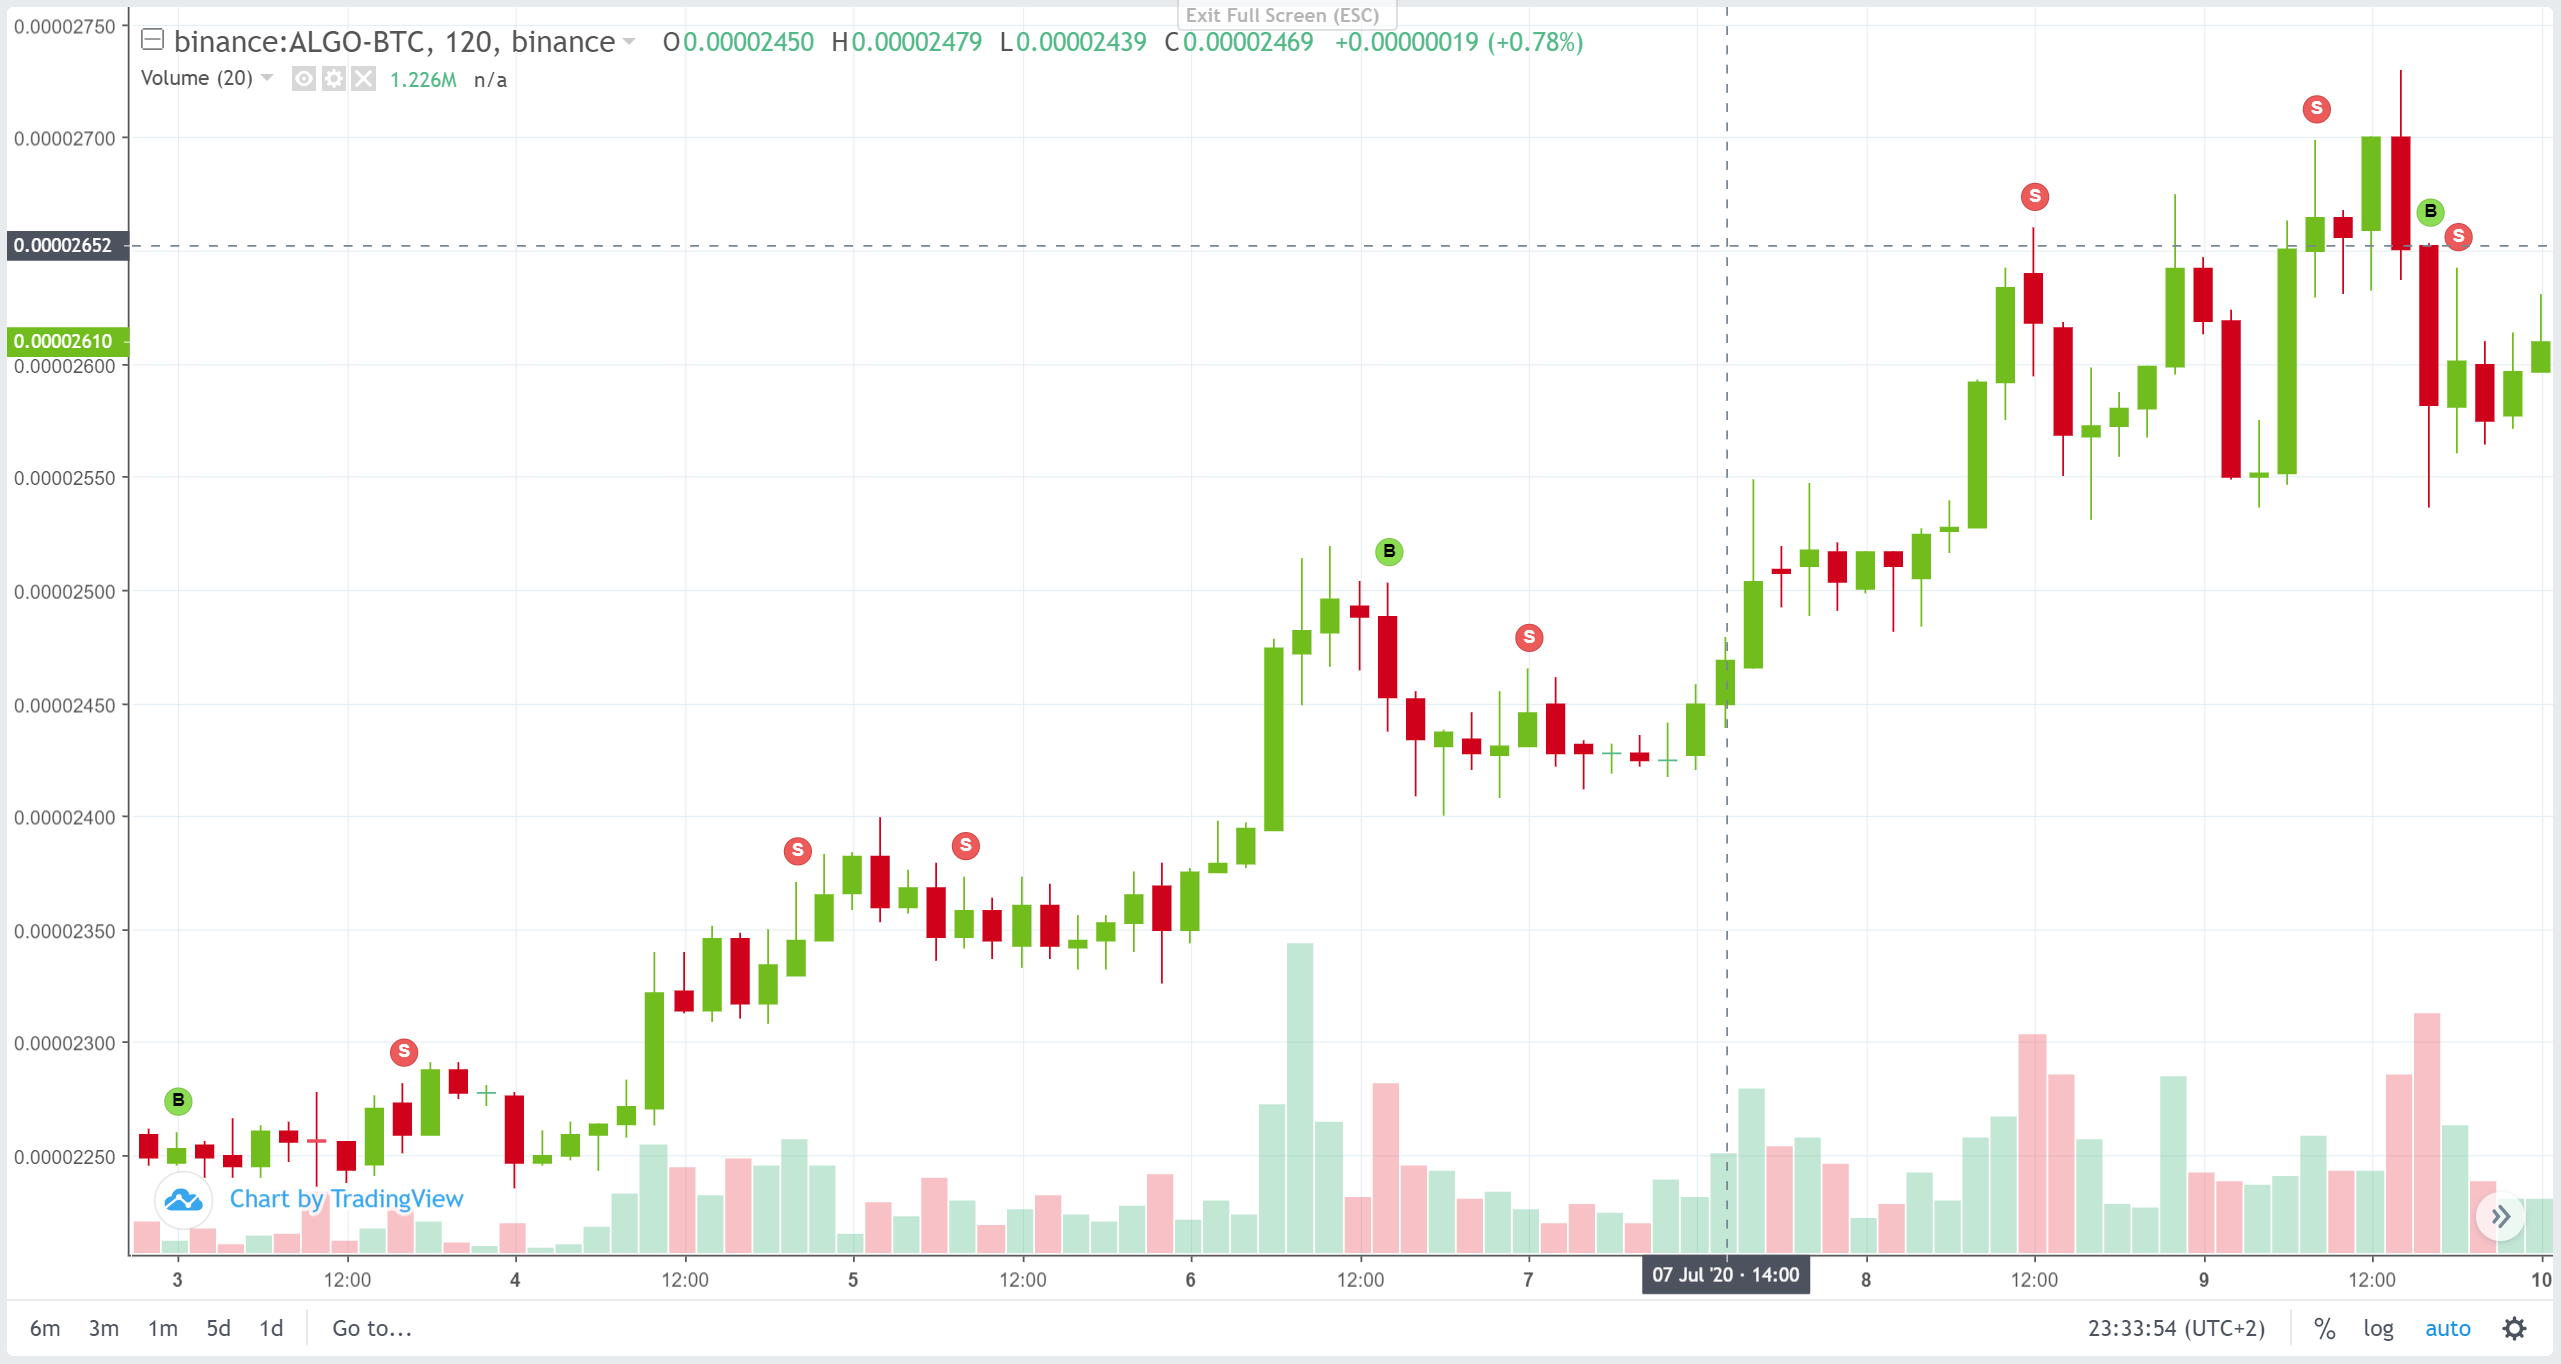 Exit Full Screen (ESC)
binance:ALGO-BTC, 120, binance O0.00002450 H0.00002479 L0.00002439 C0.00002469 +0.00000019 (+0.78%)
Volume (20) 1.226M n/a
0.00002750
0.00002700
0.00002652
0.00002610
0.00002600
0.00002550
0.00002500
0.00002450
0.00002400
0.00002350
0.00002300
0.00002250
S
S
B
S
B
S
S
S
S
B
Chart by TradingView
3 12:00 4 12:00 5 12:00 6 12:00 7 07 Jul '20 · 14:00 8 12:00 9 12:00 10
6m 3m 1m 5d 1d Go to... 23:33:54 (UTC+2) % log auto